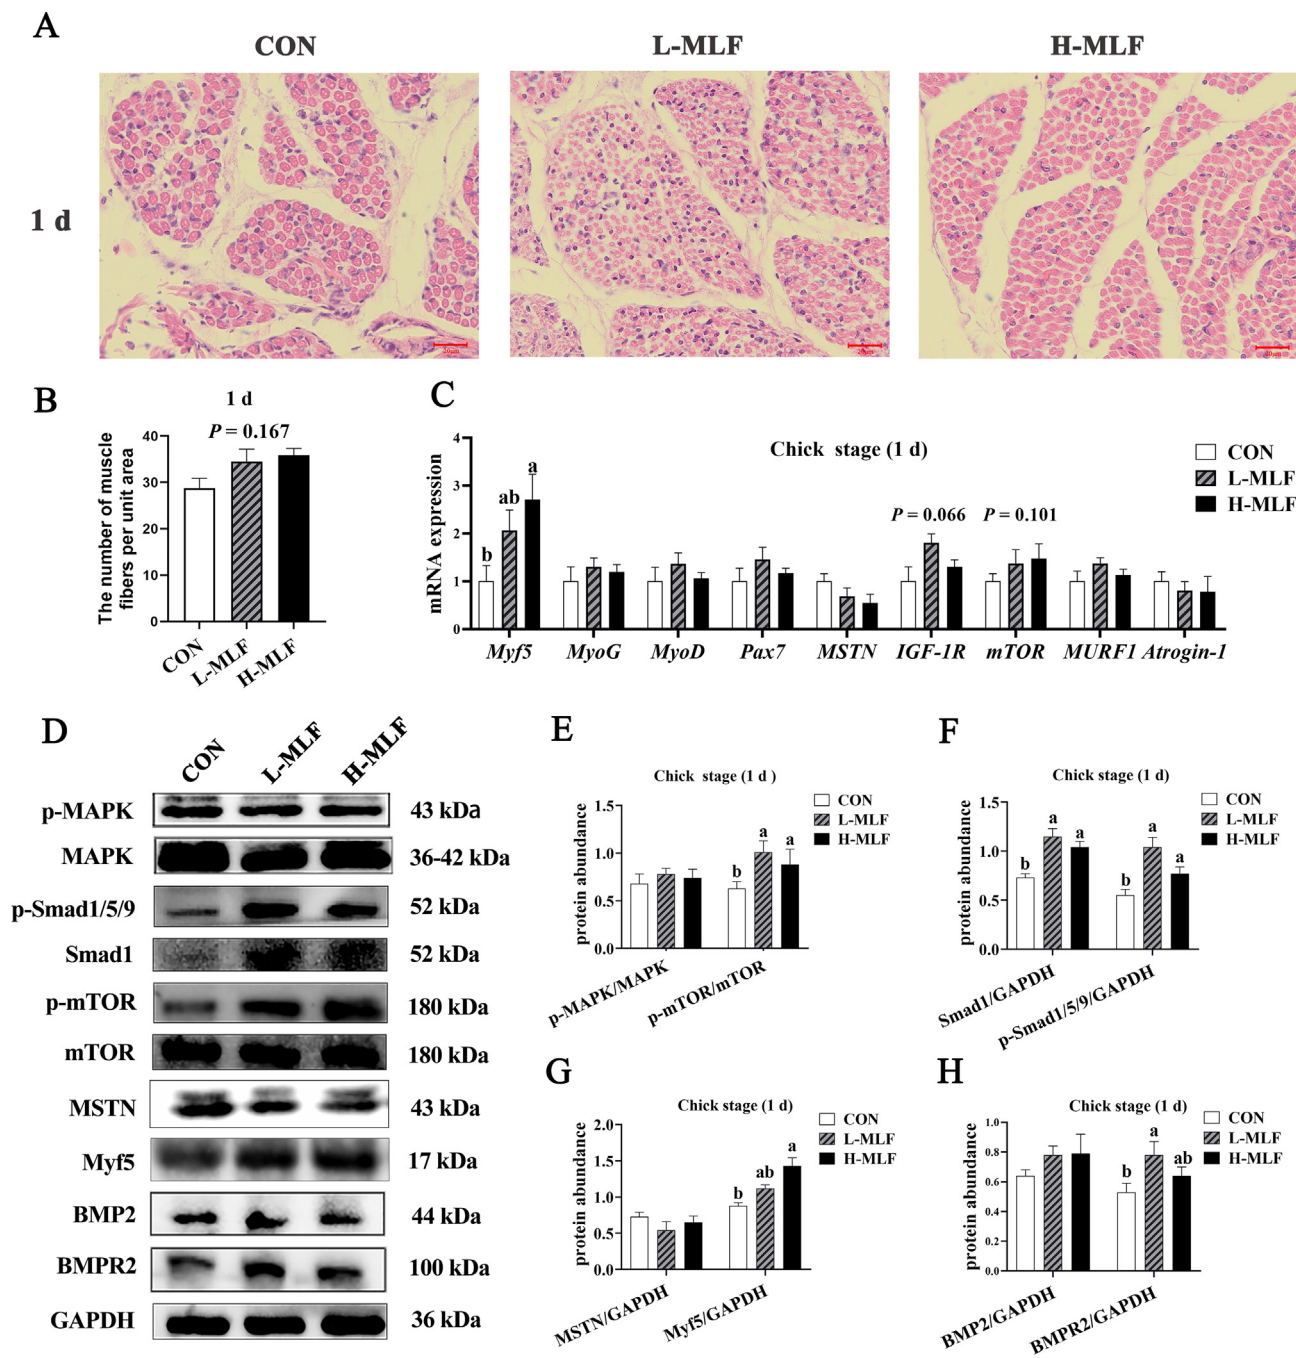 A
CON
L-MLF
H-MLF
1 d
20μm
20μm
20μm
B
1 d
P = 0.167
The number of muscle
fibers per unit area
40
30
20
10
0
CON
L-MLF
H-MLF
C
Chick stage (1 d)
mRNA expression
4
3
2
1
0
b
ab
a
P = 0.066
P = 0.101
CON
L-MLF
H-MLF
Myf5
MyoG
MyoD
Pax7
MSTN
IGF-1R
mTOR
MURF1
Atrogin-1
D
CON
L-MLF
H-MLF
p-MAPK 43 kDa
MAPK 36-42 kDa
p-Smad1/5/9 52 kDa
Smad1 52 kDa
p-mTOR 180 kDa
mTOR 180 kDa
MSTN 43 kDa
Myf5 17 kDa
BMP2 44 kDa
BMPR2 100 kDa
GAPDH 36 kDa
E
Chick stage (1 d )
protein abundance
1.5
1.0
0.5
0.0
b
a
a
CON
L-MLF
H-MLF
p-MAPK/MAPK
p-mTOR/mTOR
F
Chick stage (1 d)
protein abundance
1.5
1.0
0.5
0.0
b
a
a
b
a
a
CON
L-MLF
H-MLF
Smad1/GAPDH
p-Smad1/5/9/GAPDH
G
Chick stage (1 d)
protein abundance
2.0
1.5
1.0
0.5
0.0
b
ab
a
CON
L-MLF
H-MLF
MSTN/GAPDH
Myf5/GAPDH
H
Chick stage (1 d)
protein abundance
1.0
0.8
0.6
0.4
0.2
0.0
b
a
ab
CON
L-MLF
H-MLF
BMP2/GAPDH
BMPR2/GAPDH